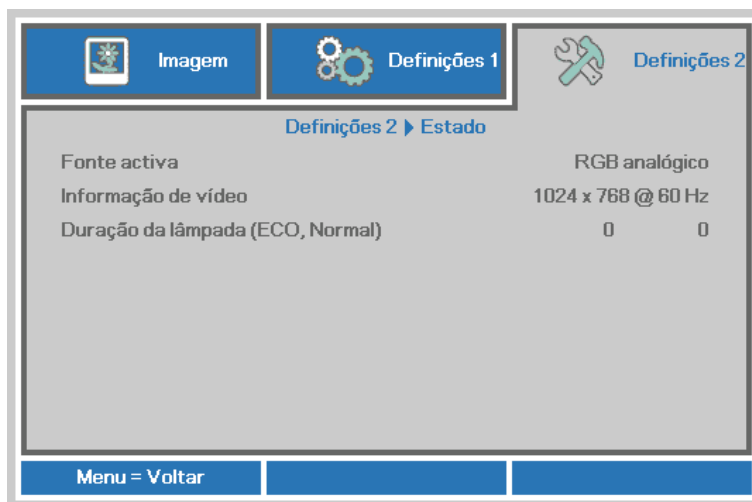 Imagem Definições 1 Definições 2
Definições 2 ▶ Estado
Fonte activa RGB analógico
Informação de vídeo 1024 x 768 @ 60 Hz
Duração da lâmpada (ECO, Normal) 0 0
Menu = Voltar